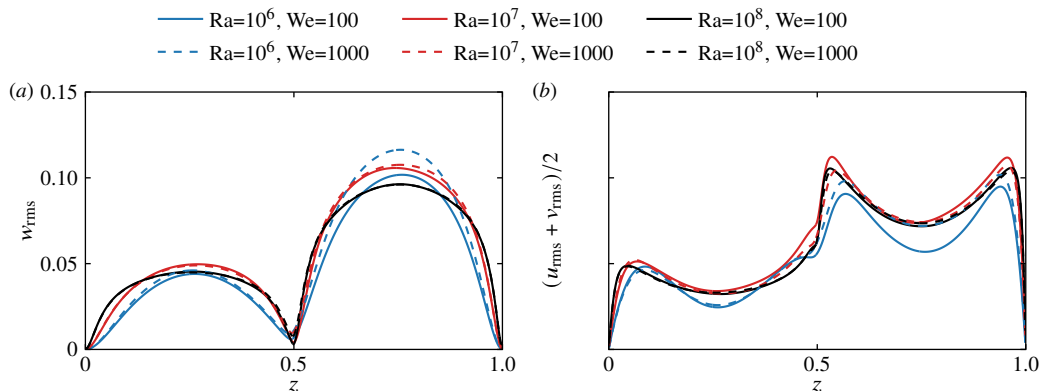 Ra=10⁶, We=100 Ra=10⁷, We=100 Ra=10⁸, We=100
Ra=10⁶, We=1000 Ra=10⁷, We=1000 Ra=10⁸, We=1000
(a)
0.15
0.10
0.05
0
w_rms
0 0.5 1.0
z
(b)
(u_rms + v_rms)/2
0 0.5 1.0
z